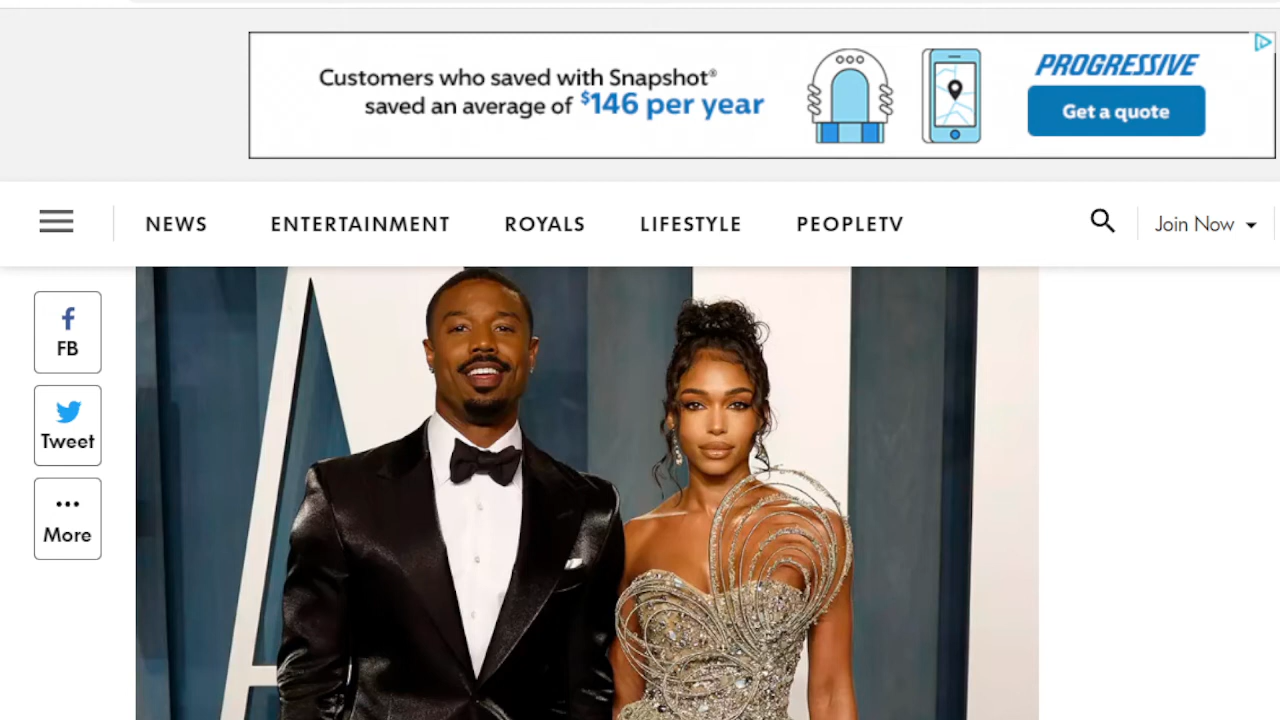 Customers who saved with Snapshot®
saved an average of $146 per year
PROGRESSIVE
Get a quote
NEWS ENTERTAINMENT ROYALS LIFESTYLE PEOPLETV Join Now
FB
Tweet
More